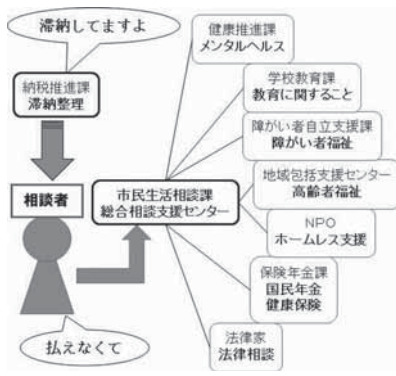 滞納してますよ
納税推進課
滞納整理
相談者
払えなくて
市民生活相談課
総合相談支援センター
健康推進課
メンタルヘルス
学校教育課
教育に関すること
障がい者自立支援課
障がい者福祉
地域包括支援センター
高齢者福祉
NPO
ホームレス支援
保険年金課
国民年金
健康保険
法律家
法律相談